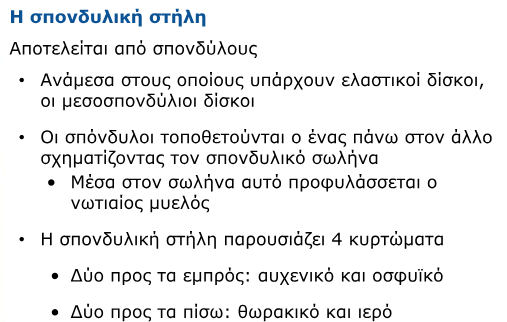 Η σπονδυλική στήλη
Αποτελείται από σπονδύλους
• Ανάμεσα στους οποίους υπάρχουν ελαστικοί δίσκοι,
οι μεσοσπονδύλιοι δίσκοι
• Οι σπόνδυλοι τοποθετούνται ο ένας πάνω στον άλλο
σχηματίζοντας τον σπονδυλικό σωλήνα
• Μέσα στον σωλήνα αυτό προφυλάσσεται ο
νωτιαίος μυελός
• Η σπονδυλική στήλη παρουσιάζει 4 κυρτώματα
• Δύο προς τα εμπρός: αυχενικό και οσφυϊκό
• Δύο προς τα πίσω: θωρακικό και ιερό